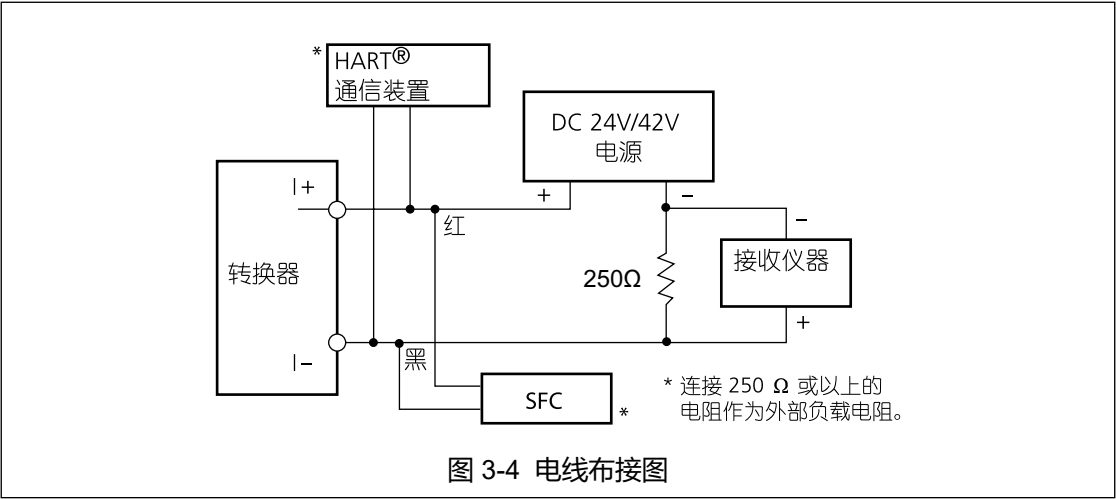 * HART®
通信装置
DC 24V/42V
电源
I+
+
−
红
−
转换器
250Ω
接收仪器
+
I−
黑
SFC
*
* 连接 250 Ω 或以上的
电阻作为外部负载电阻。
图 3-4 电线布接图